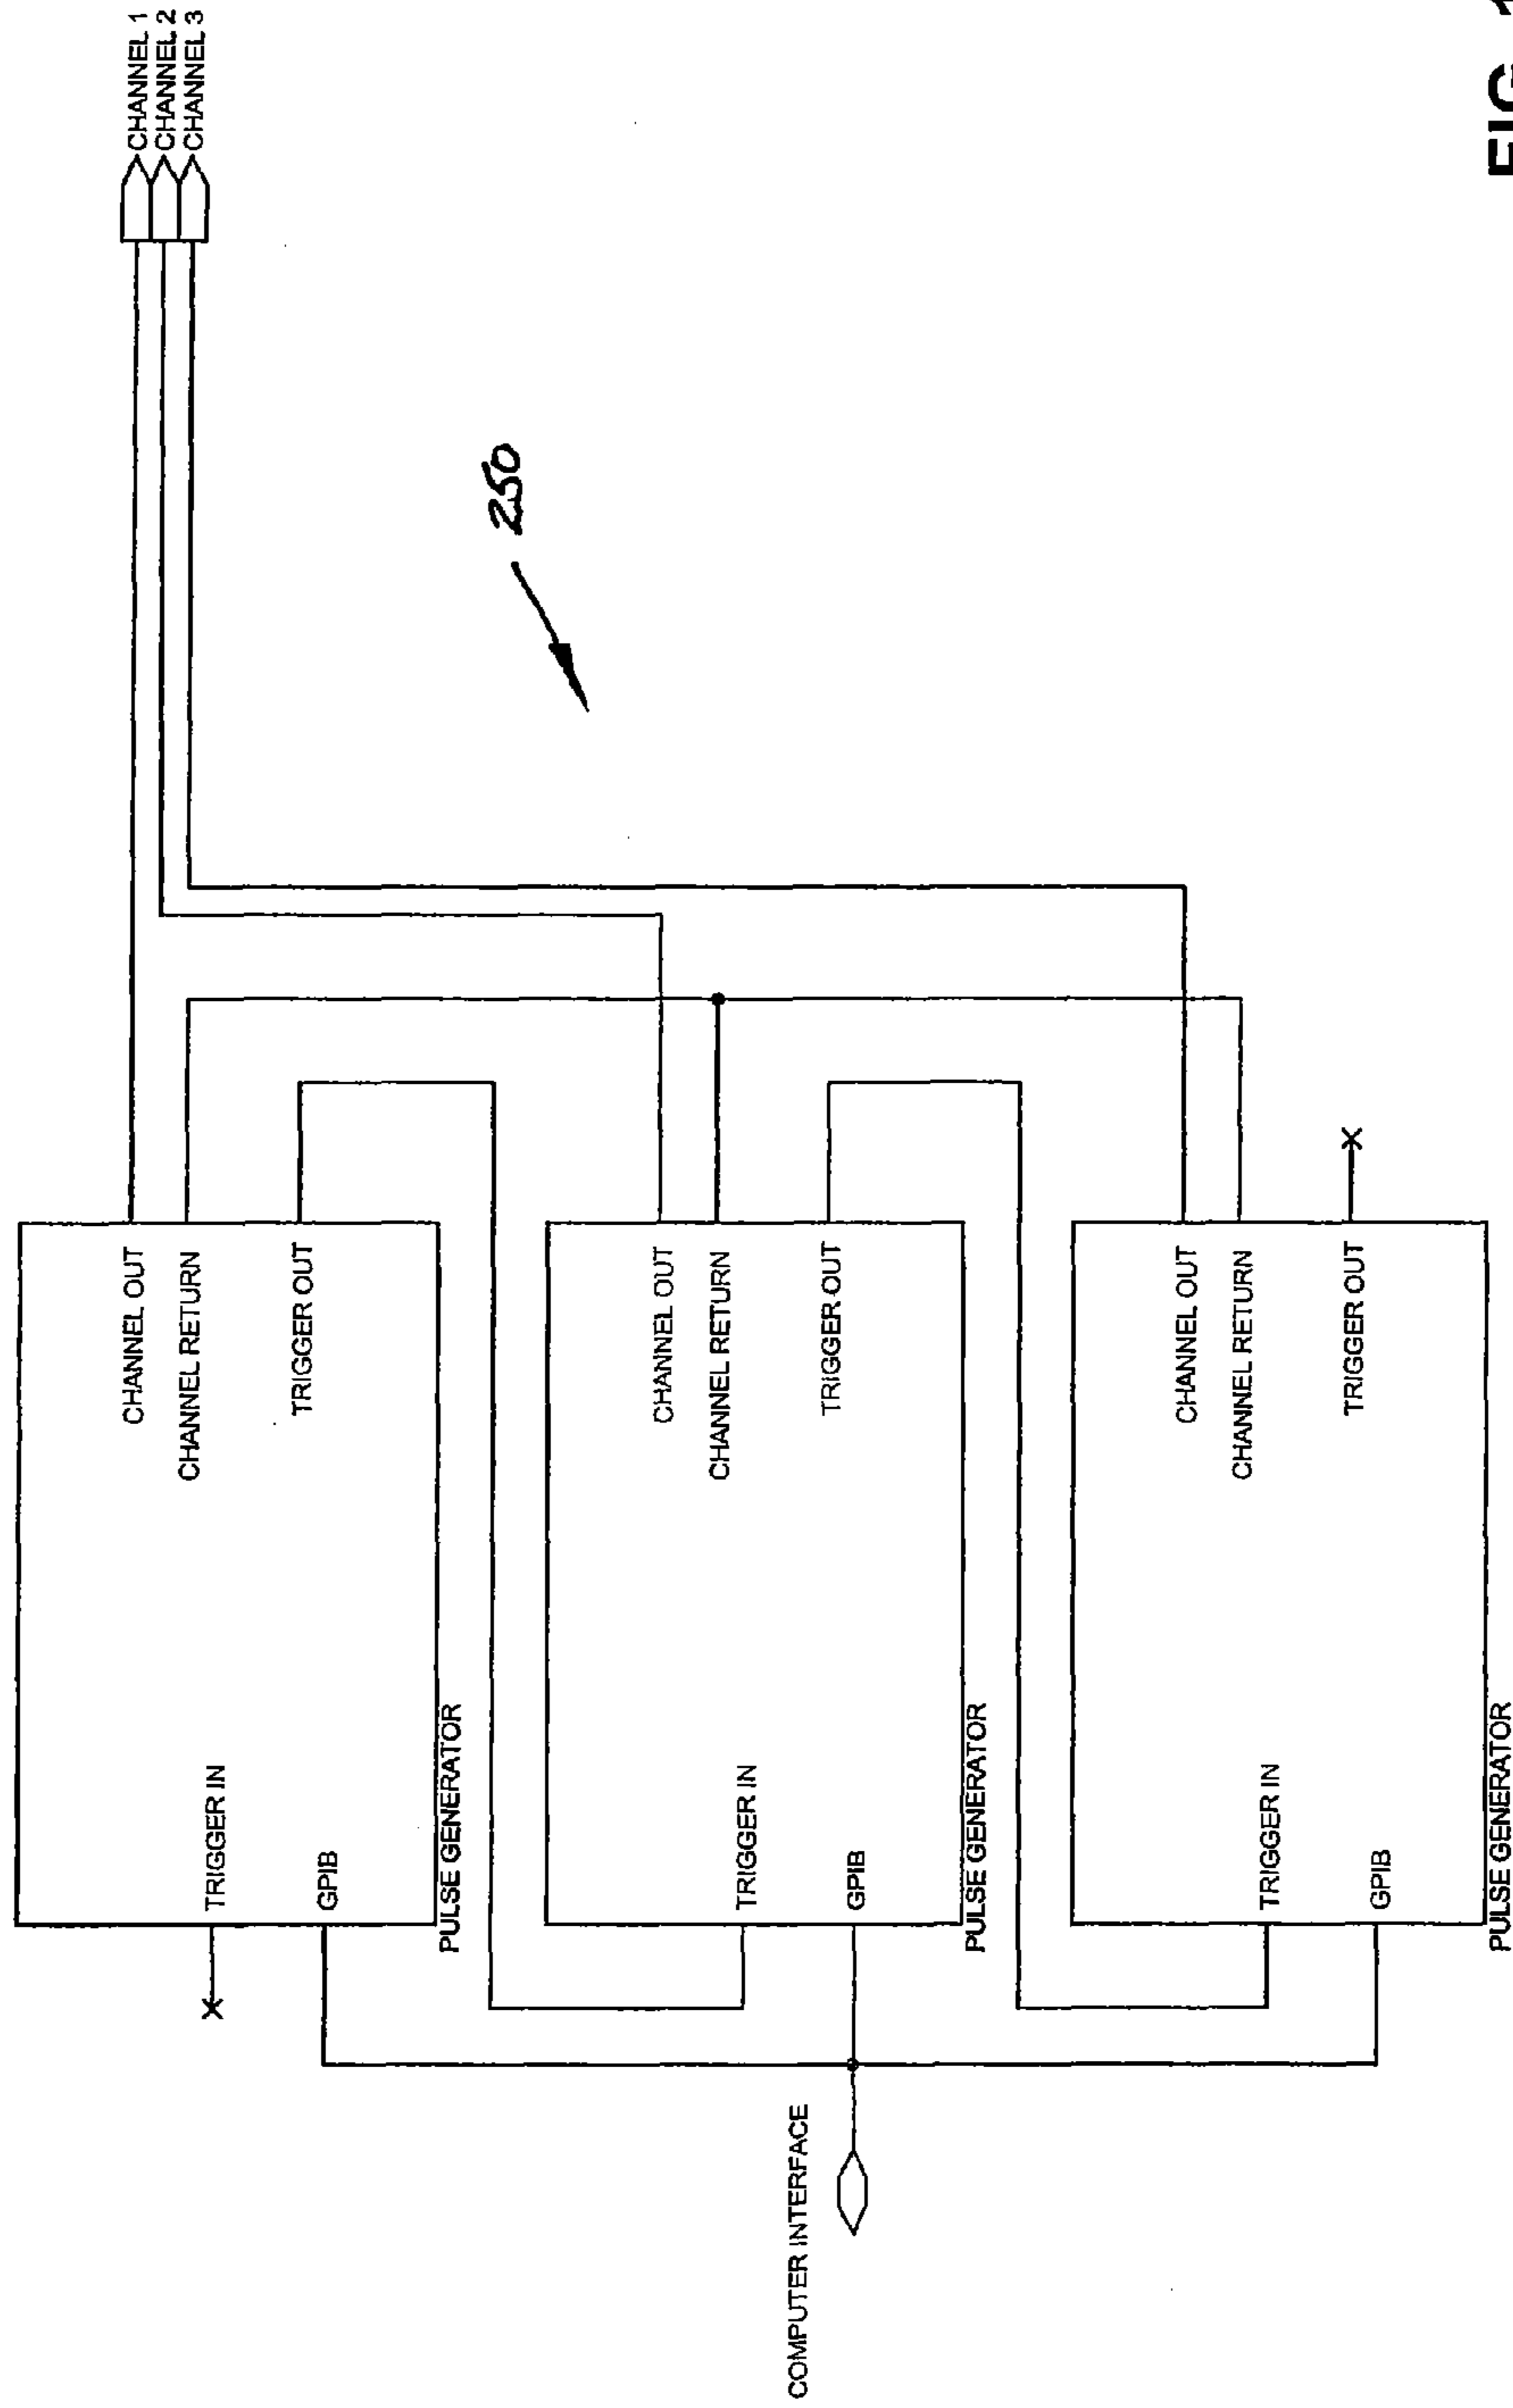 CHANNEL 1
CHANNEL 2
CHANNEL 3
CHANNEL OUT
CHANNEL RETURN
TRIGGER IN
TRIGGER OUT
GPIB
PULSE GENERATOR
250
CHANNEL OUT
CHANNEL RETURN
TRIGGER IN
TRIGGER OUT
COMPUTER INTERFACE
GPIB
PULSE GENERATOR
CHANNEL OUT
CHANNEL RETURN
TRIGGER IN
TRIGGER OUT
GPIB
PULSE GENERATOR
FIG